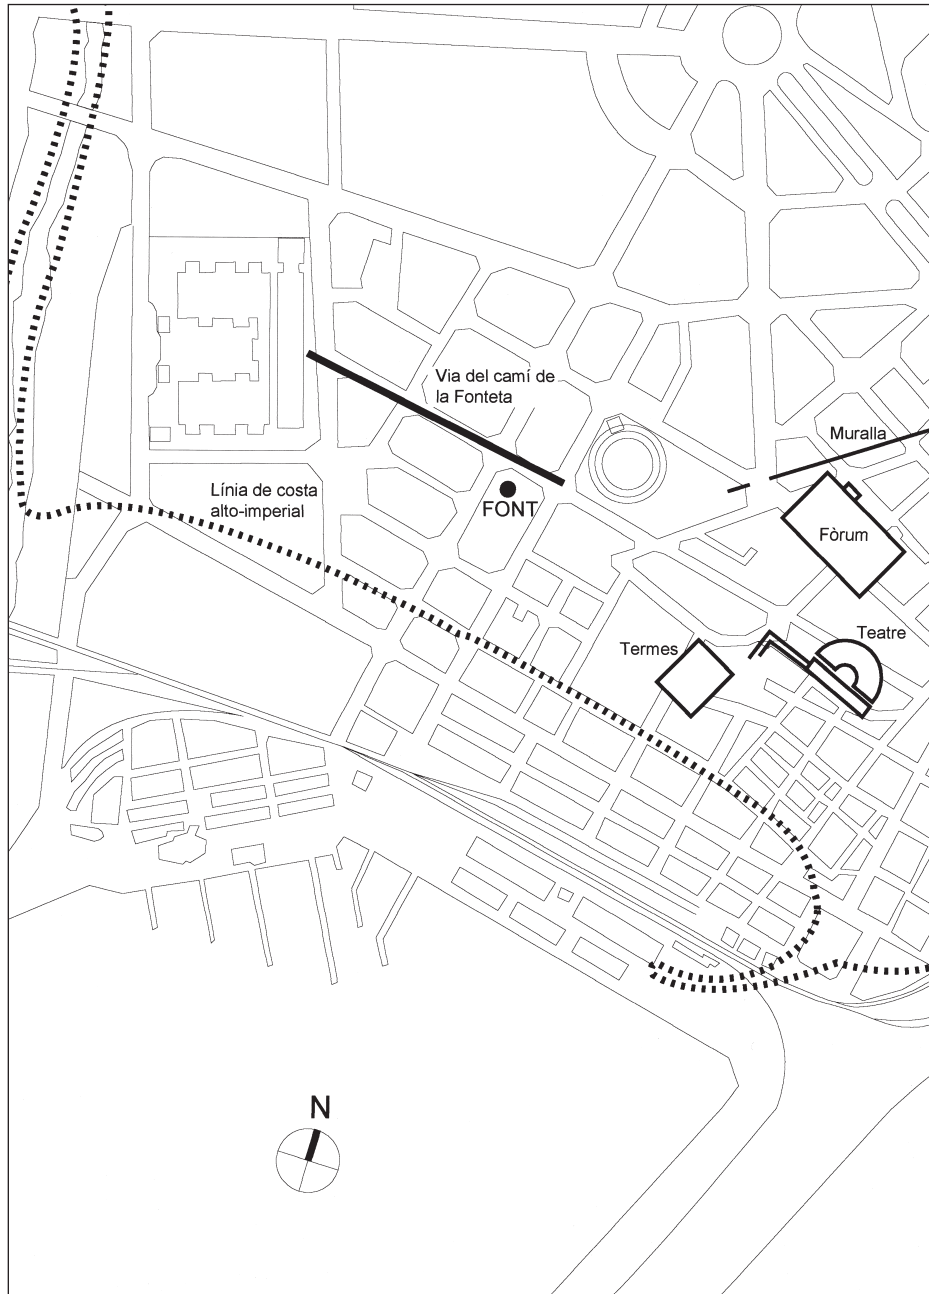 Via del camí de
la Fonteta
Muralla
Línia de costa
alto-imperial
FONT
Fòrum
Termes
Teatre
N